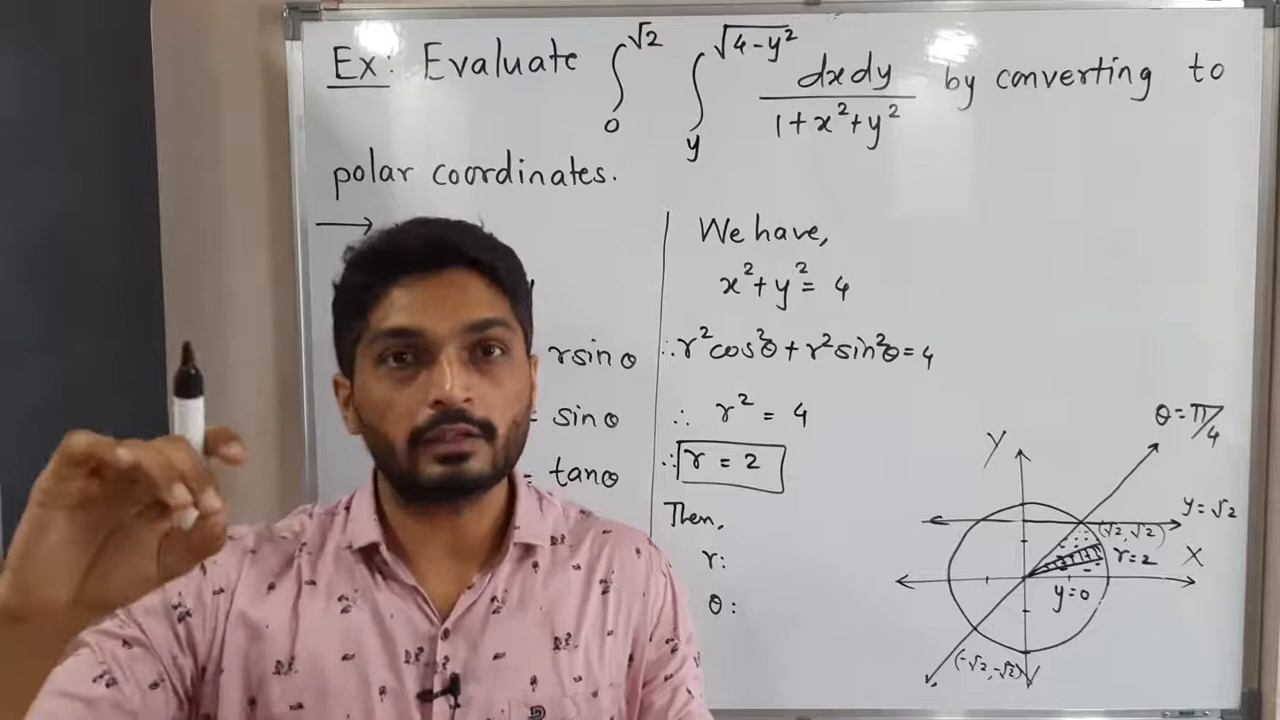 Ex: Evaluate ∫₀^√2 ∫_y^√(4-y²) dxdy / (1+x²+y²) by converting to
polar coordinates.
→
rsinθ
= sinθ
= tanθ
We have,
x²+y²= 4
∴ r²cos²θ + r²sin²θ = 4
∴ r² = 4
∴ r = 2
Then,
r:
θ:
θ=π/4
Y
y=√2
(√2,√2)
r=2
X
y=0
(-√2,-√2)